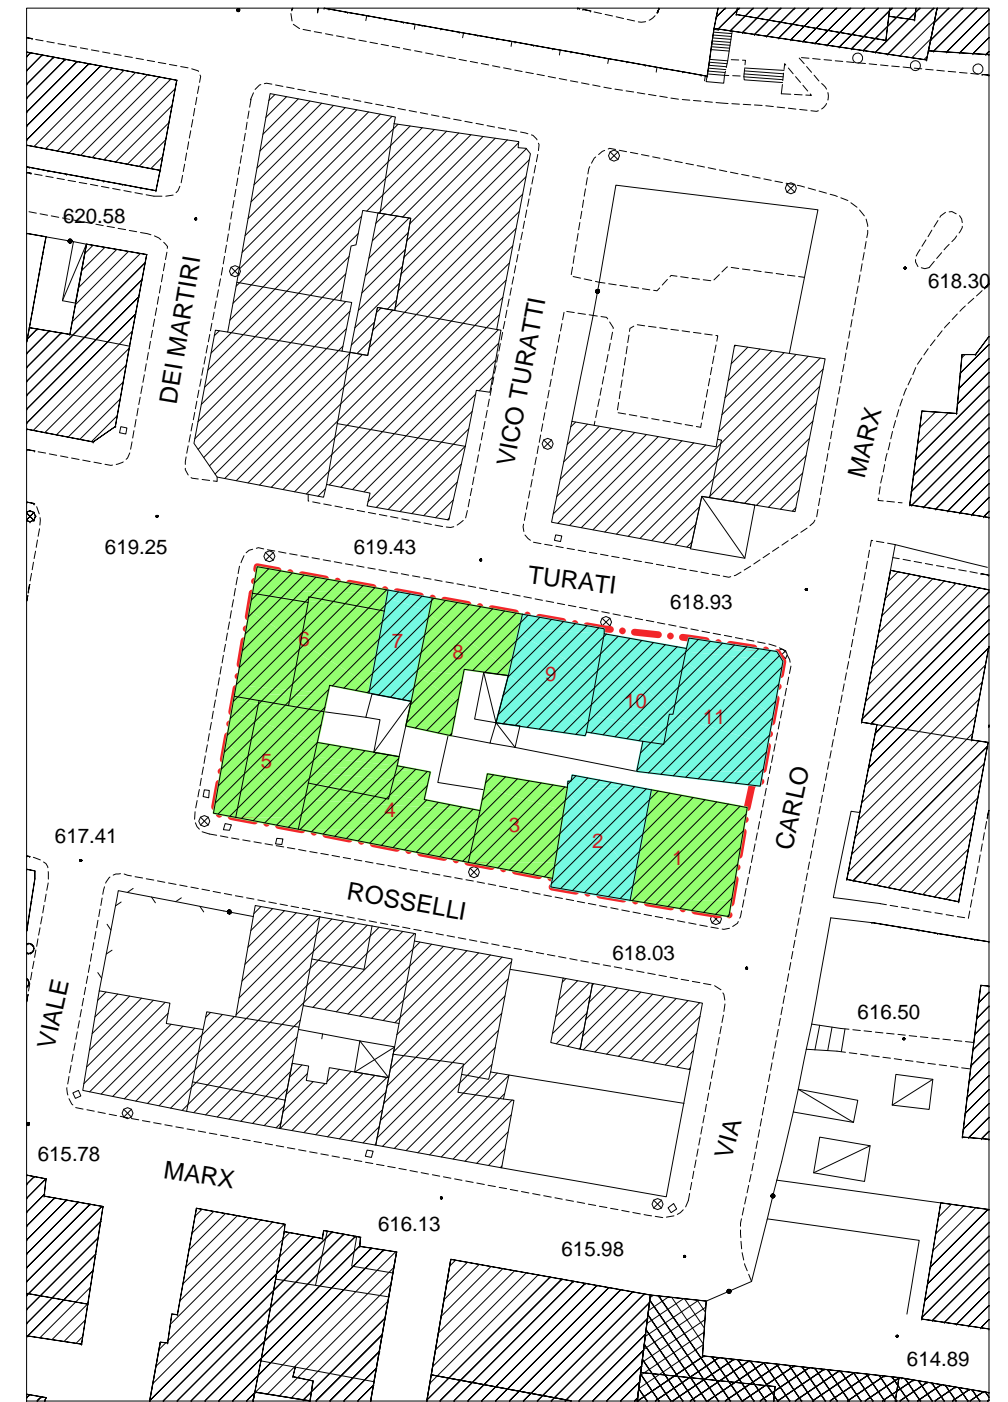 620.58
618.30
DEI MARTIRI
VICO TURATTI
MARX
619.25
619.43
TURATI
618.93
6
7
8
9
10
11
5
4
3
2
1
CARLO
617.41
ROSSELLI
618.03
VIALE
616.50
VIA
615.78
MARX
616.13
615.98
614.89